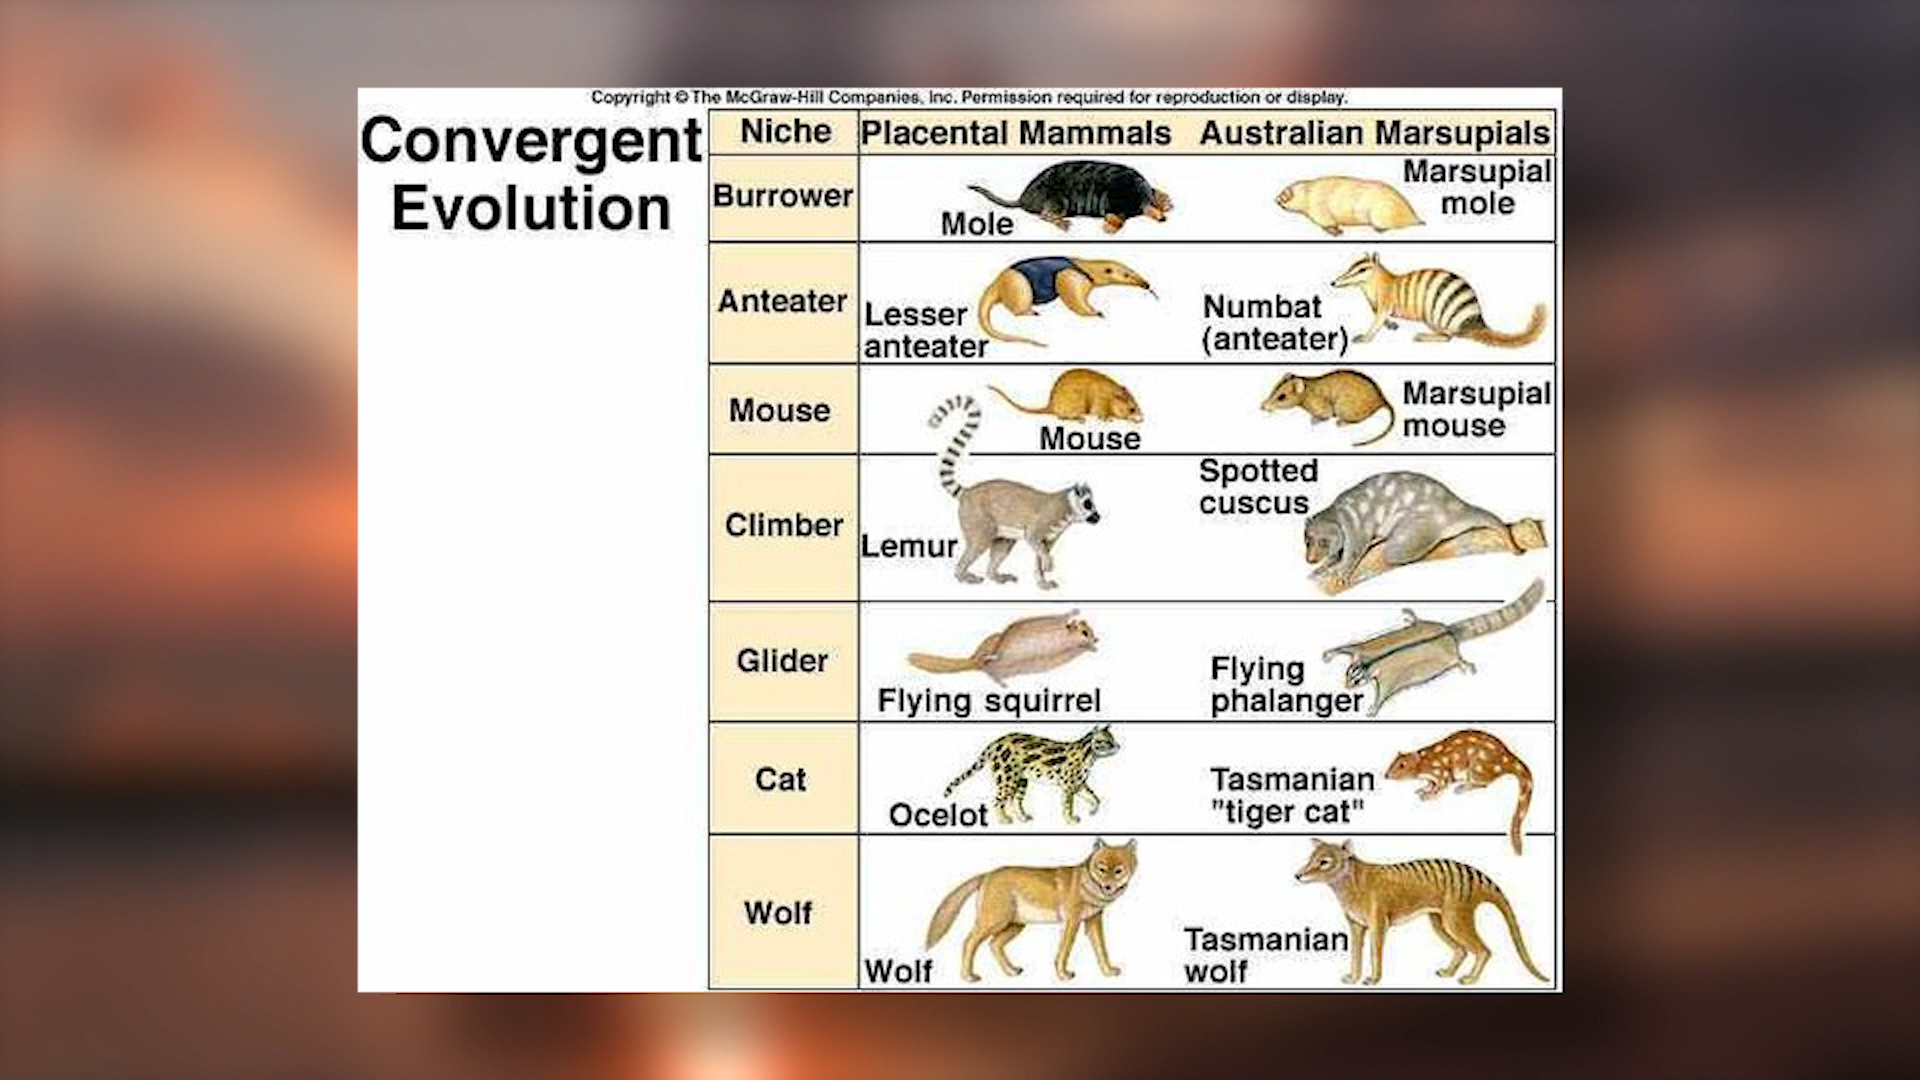 Copyright © The McGraw-Hill Companies, Inc. Permission required for reproduction or display.
Convergent
Evolution
Niche
Placental Mammals
Australian Marsupials
Burrower
Mole
Marsupial
mole
Anteater
Lesser
anteater
Numbat
(anteater)
Mouse
Mouse
Marsupial
mouse
Climber
Lemur
Spotted
cuscus
Glider
Flying squirrel
Flying
phalanger
Cat
Ocelot
Tasmanian
"tiger cat"
Wolf
Wolf
Tasmanian
wolf